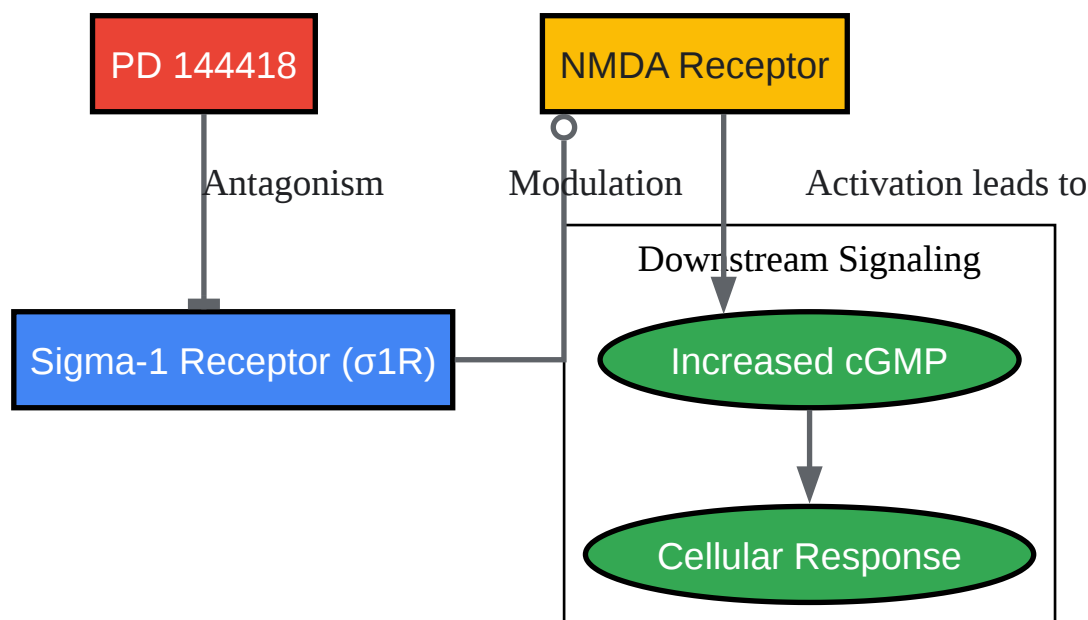 PD 144418
NMDA Receptor
Antagonism
Modulation
Activation leads to
Downstream Signaling
Sigma-1 Receptor (σ1R)
Increased cGMP
Cellular Response